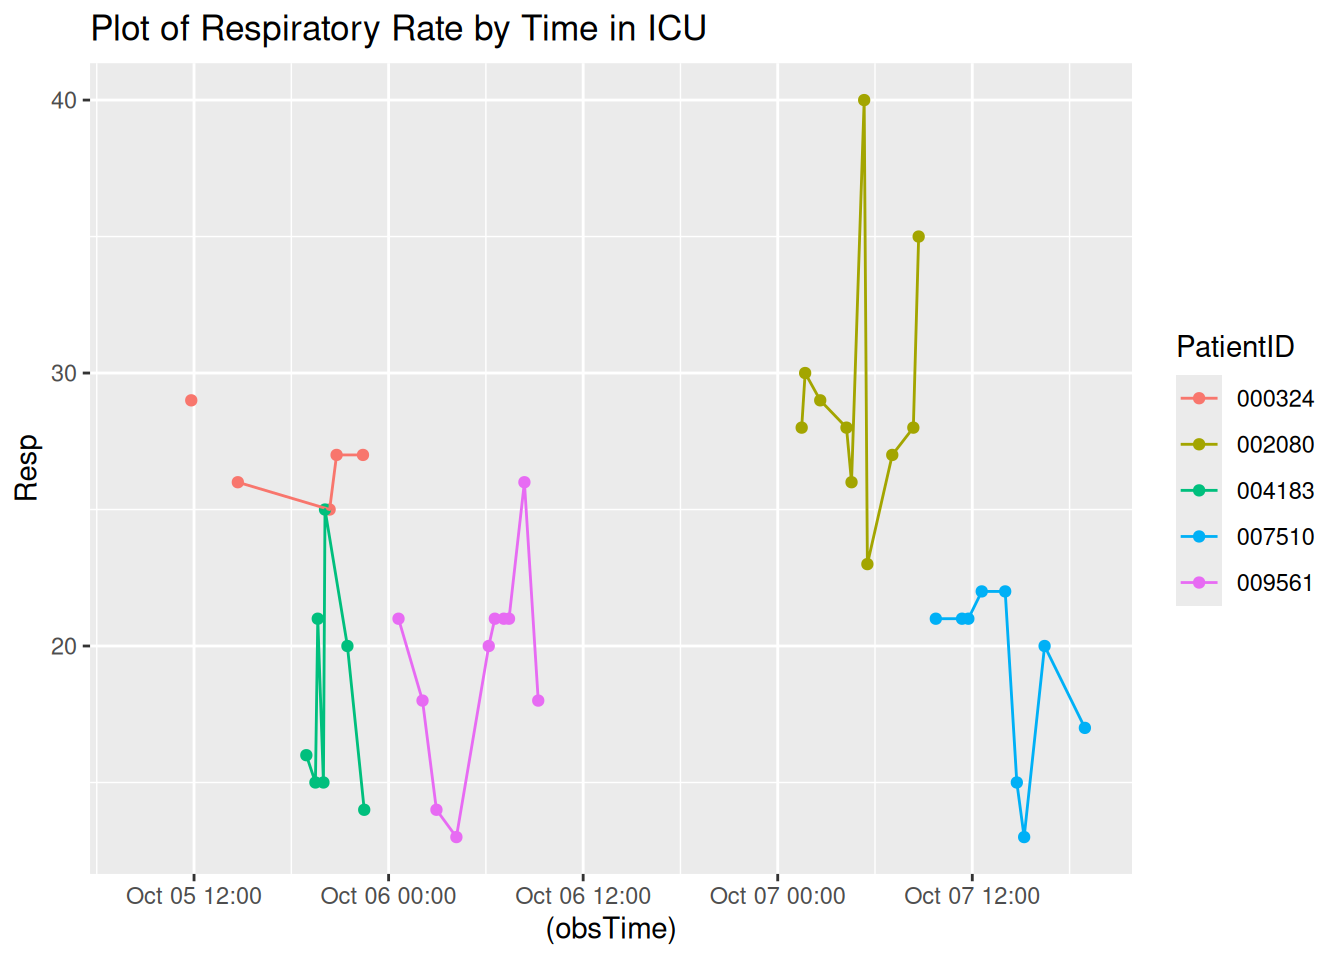 Plot of Respiratory Rate by Time in ICU
40
30
20
Resp
Oct 05 12:00
Oct 06 00:00
Oct 06 12:00
Oct 07 00:00
Oct 07 12:00
(obsTime)
PatientID
000324
002080
004183
007510
009561